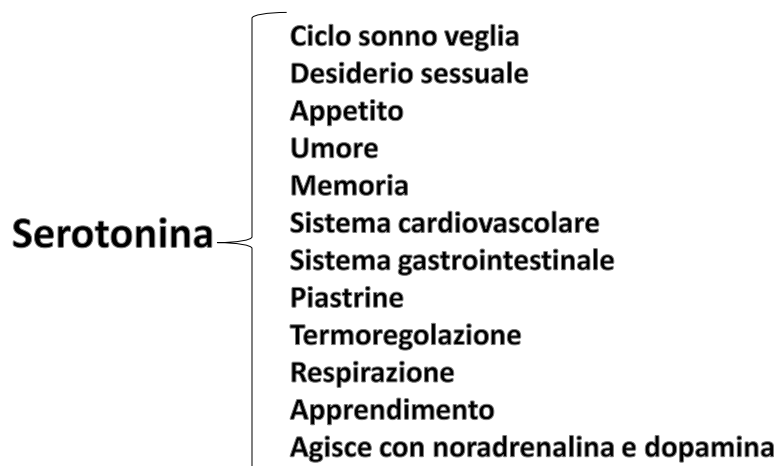 Serotonina
Ciclo sonno veglia
Desiderio sessuale
Appetito
Umore
Memoria
Sistema cardiovascolare
Sistema gastrointestinale
Piastrine
Termoregolazione
Respirazione
Apprendimento
Agisce con noradrenalina e dopamina